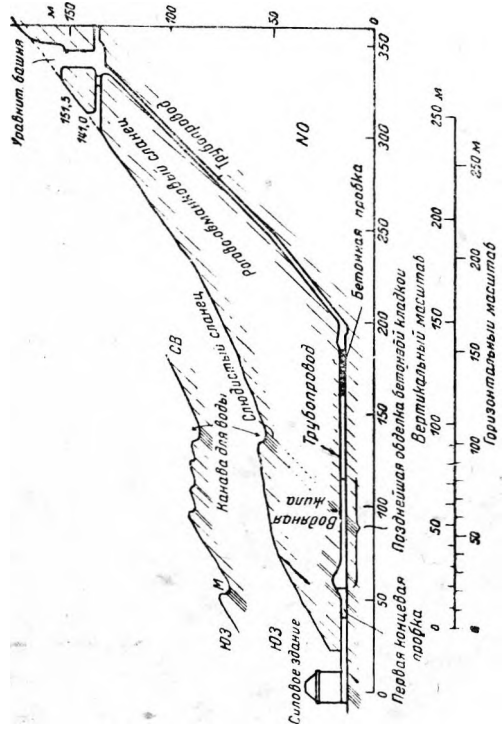 Уравнит. башня
м
150
100
50
0
151,5
141,0
Трубопровод
Рогово-обманковый сланец
NO
Слюдистый сланец
СВ
Канава для воды
М
ЮЗ
ЮЗ
Водяная
жила
Трубопровод
Бетонная пробка
Силовое здание
0
50
100
150
200
250
300
350
Первая концевая
пробка
Позднейшая обделка бетонной кладкой
Вертикальный масштаб
0
50
100
150
200
250 м
Горизонтальный масштаб
0
50
100
150
200
250 м